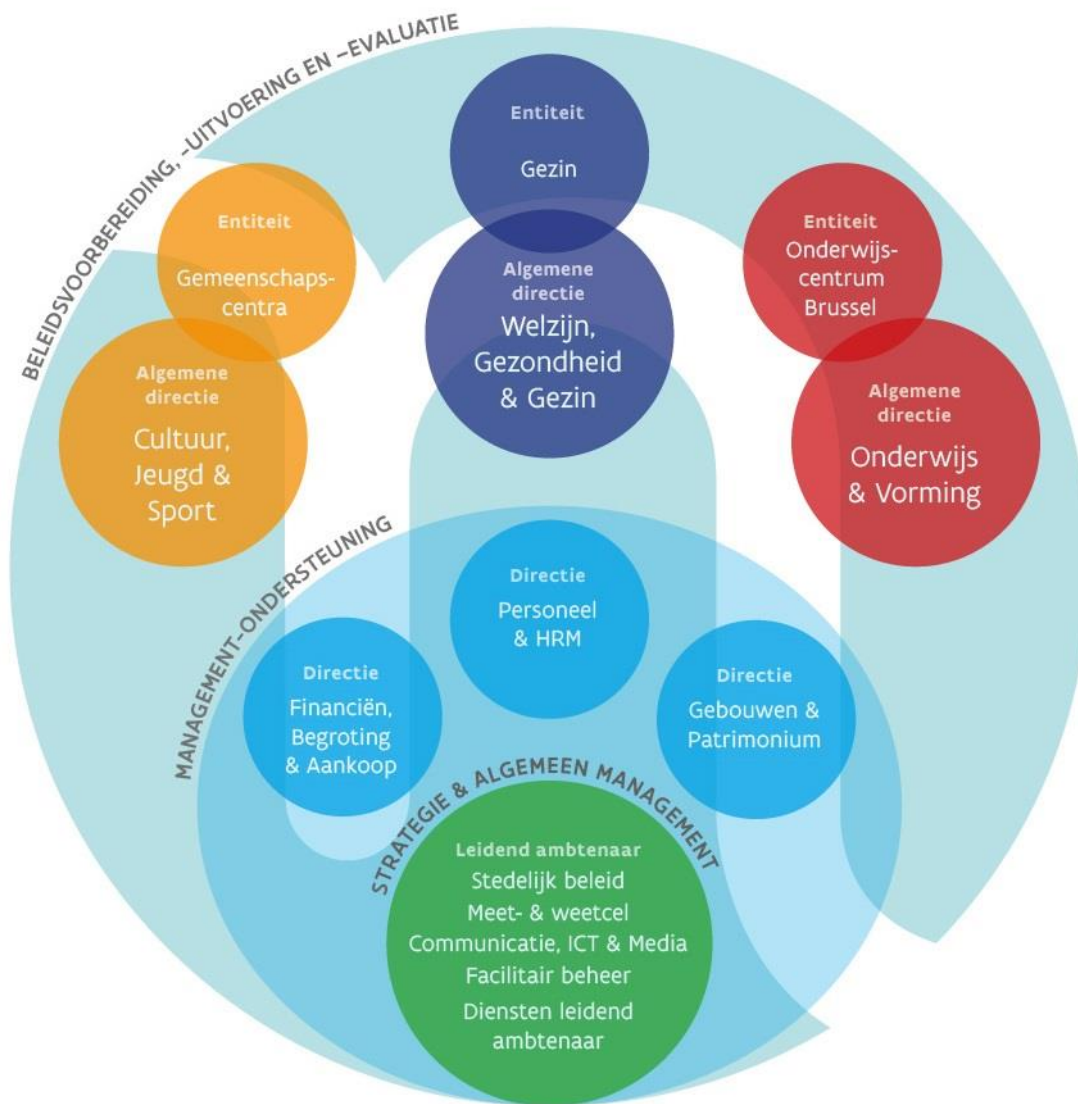 BELEIDSVOORBEREIDING, -UITVOERING EN –EVALUATIE
Entiteit
Gezin
Entiteit
Gemeenschaps-
centra
Entiteit
Onderwijs-
centrum
Brussel
Algemene
directie
Welzijn,
Gezondheid
& Gezin
Algemene
directie
Cultuur,
Jeugd &
Sport
Algemene
directie
Onderwijs
& Vorming
MANAGEMENT-ONDERSTEUNING
Directie
Personeel
& HRM
Directie
Financiën,
Begroting
& Aankoop
Directie
Gebouwen &
Patrimonium
STRATEGIE & ALGEMEEN MANAGEMENT
Leidend ambtenaar
Stedelijk beleid
Meet- & weetcel
Communicatie, ICT & Media
Facilitair beheer
Diensten leidend
ambtenaar